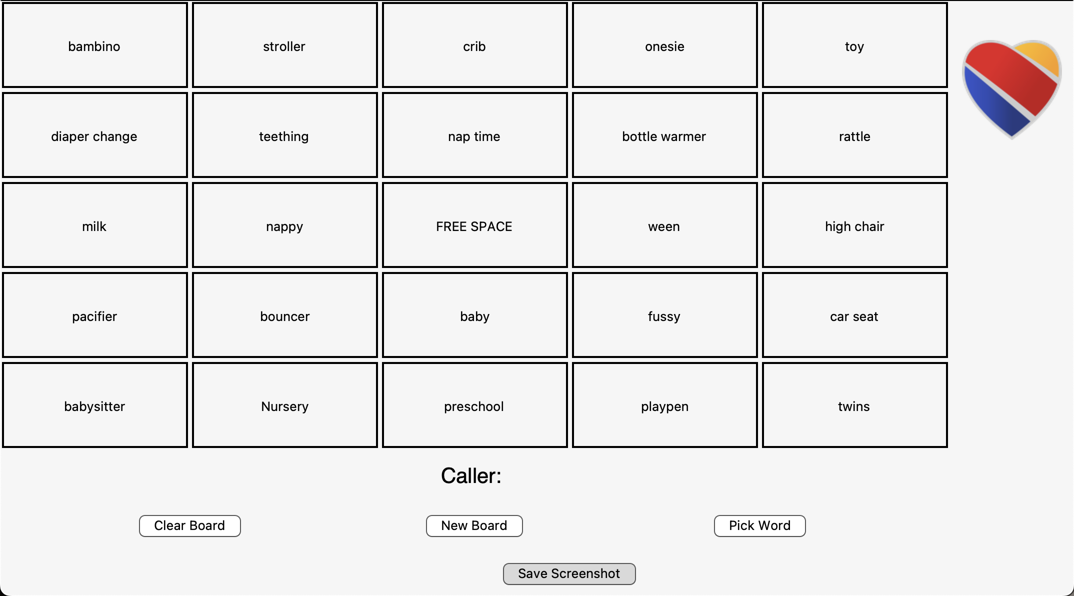 bambino stroller crib onesie toy
diaper change teething nap time bottle warmer rattle
milk nappy FREE SPACE ween high chair
pacifier bouncer baby fussy car seat
babysitter Nursery preschool playpen twins
Caller:
Clear Board New Board Pick Word
Save Screenshot